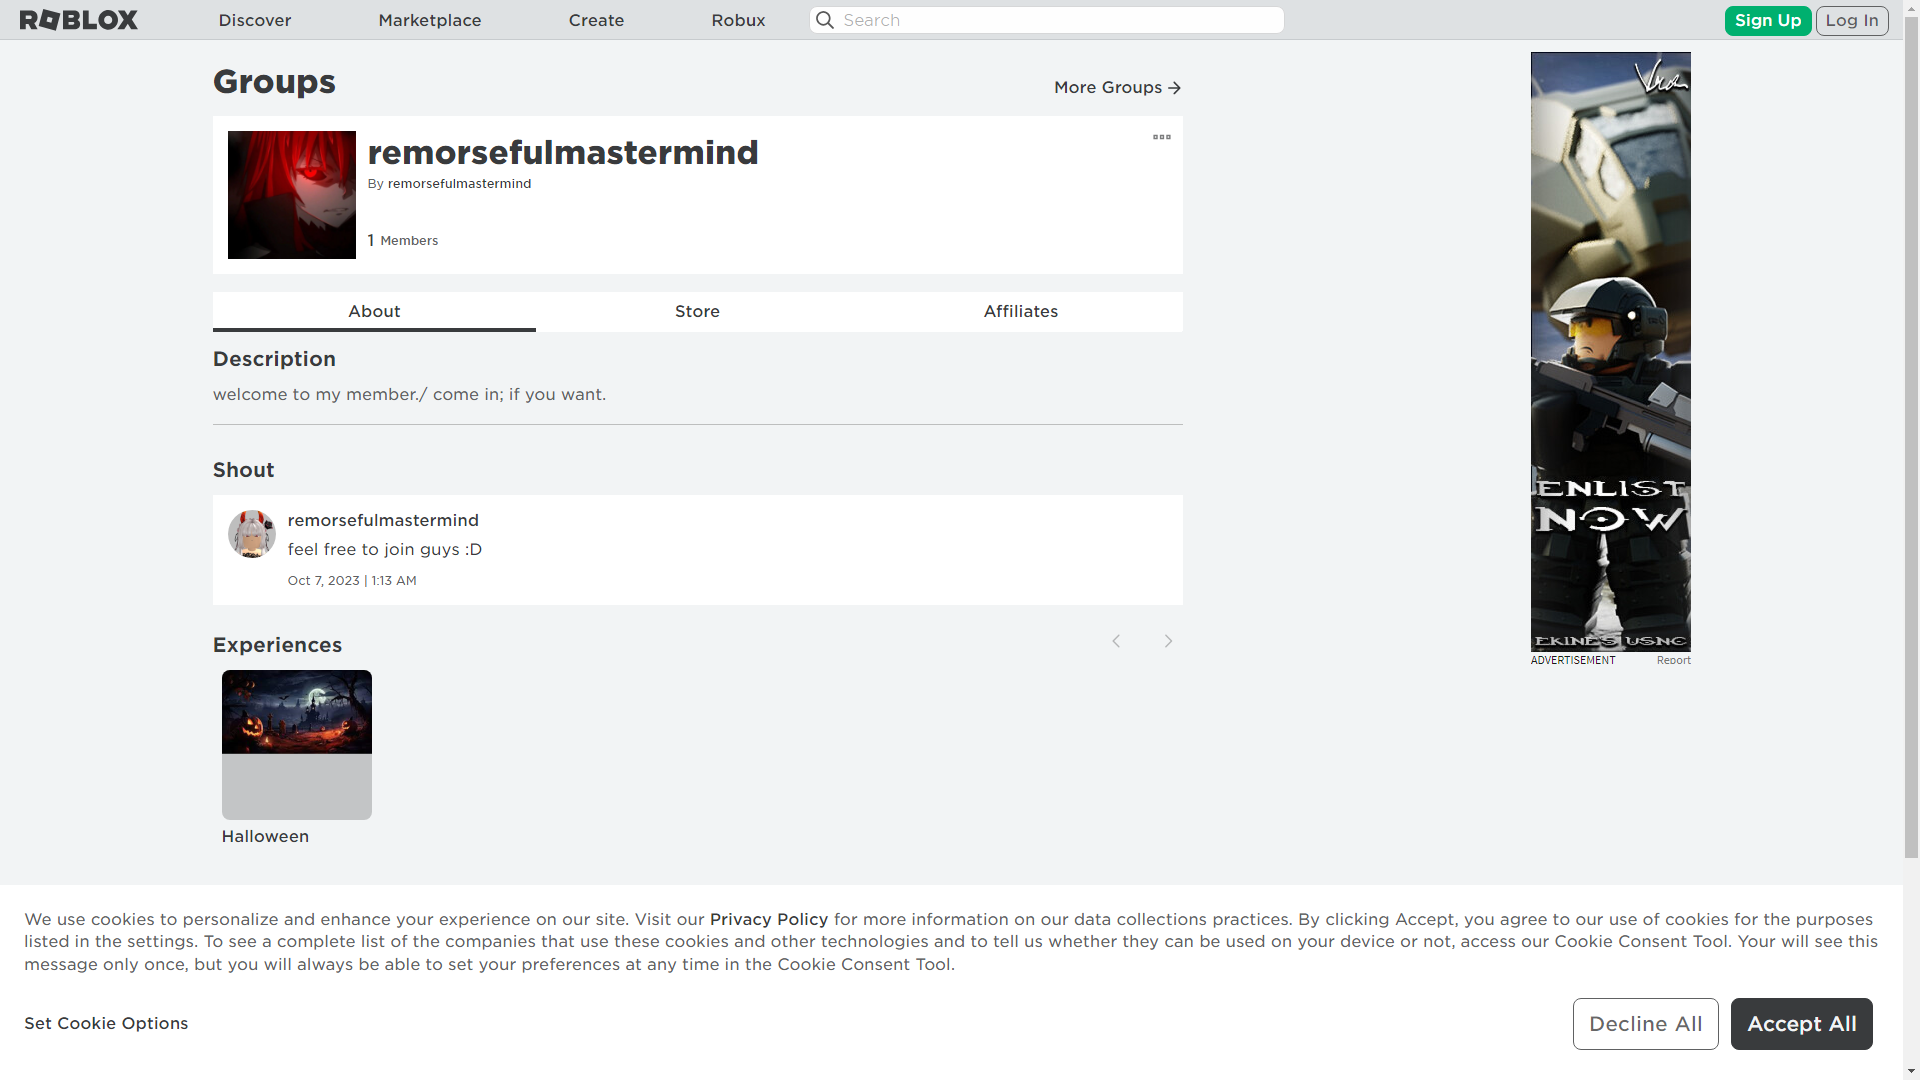 ROBLOX
Discover
Marketplace
Create
Robux
Search
Sign Up
Log In
Groups
More Groups
remorsefulmastermind
By remorsefulmastermind
1 Members
About
Store
Affiliates
Description
welcome to my member./ come in; if you want.
Shout
remorsefulmastermind
feel free to join guys :D
Oct 7, 2023 | 1:13 AM
Experiences
Halloween
ENLIST
NOW
EKINE'S USNC
ADVERTISEMENT
Report
We use cookies to personalize and enhance your experience on our site. Visit our Privacy Policy for more information on our data collections practices. By clicking Accept, you agree to our use of cookies for the purposes
listed in the settings. To see a complete list of the companies that use these cookies and other technologies and to tell us whether they can be used on your device or not, access our Cookie Consent Tool. Your will see this
message only once, but you will always be able to set your preferences at any time in the Cookie Consent Tool.
Set Cookie Options
Decline All
Accept All